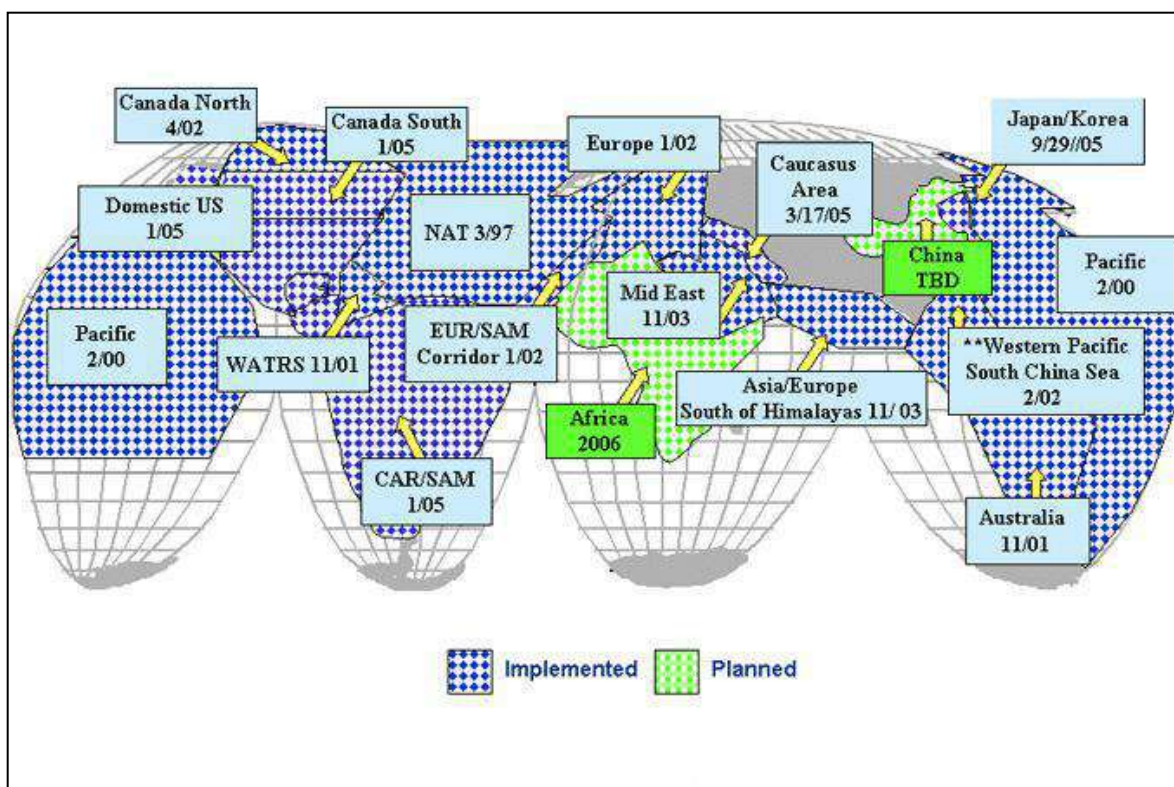 Canada North
4/02
Canada South
1/05
Europe 1/02
Japan/Korea
9/29//05
Caucasus
Area
3/17/05
Domestic US
1/05
NAT 3/97
China
TBD
Pacific
2/00
Mid East
11/03
Pacific
2/00
WATRS 11/01
EUR/SAM
Corridor 1/02
**Western Pacific
South China Sea
2/02
Asia/Europe
South of Himalayas 11/ 03
Africa
2006
CAR/SAM
1/05
Australia
11/01
Implemented
Planned